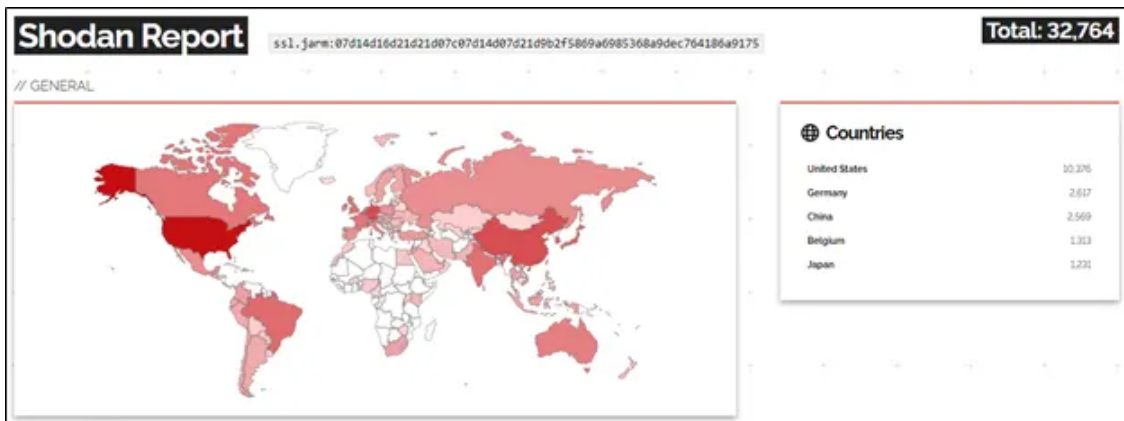 Shodan Report
ssl.jarm:07d14d16d21d21d07c07d14d07d21d9b2f5869a6985368a9dec764186a9175
Total: 32,764
// GENERAL
Countries
United States 10,376
Germany 2,617
China 2,569
Belgium 1,313
Japan 1,231